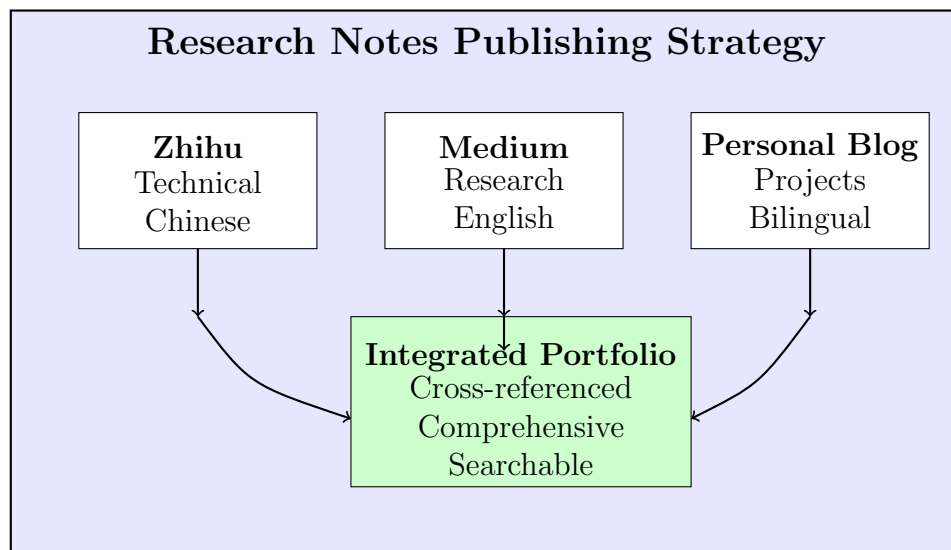 Research Notes Publishing Strategy
Zhihu
Technical
Chinese
Medium
Research
English
Personal Blog
Projects
Bilingual
Integrated Portfolio
Cross-referenced
Comprehensive
Searchable